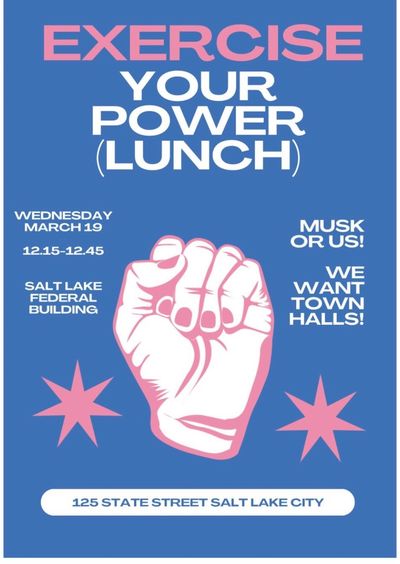 EXERCISE
YOUR
POWER
(LUNCH)
WEDNESDAY
MARCH 19
12.15-12.45
SALT LAKE
FEDERAL
BUILDING
MUSK
OR US!
WE
WANT
TOWN
HALLS!
125 STATE STREET SALT LAKE CITY